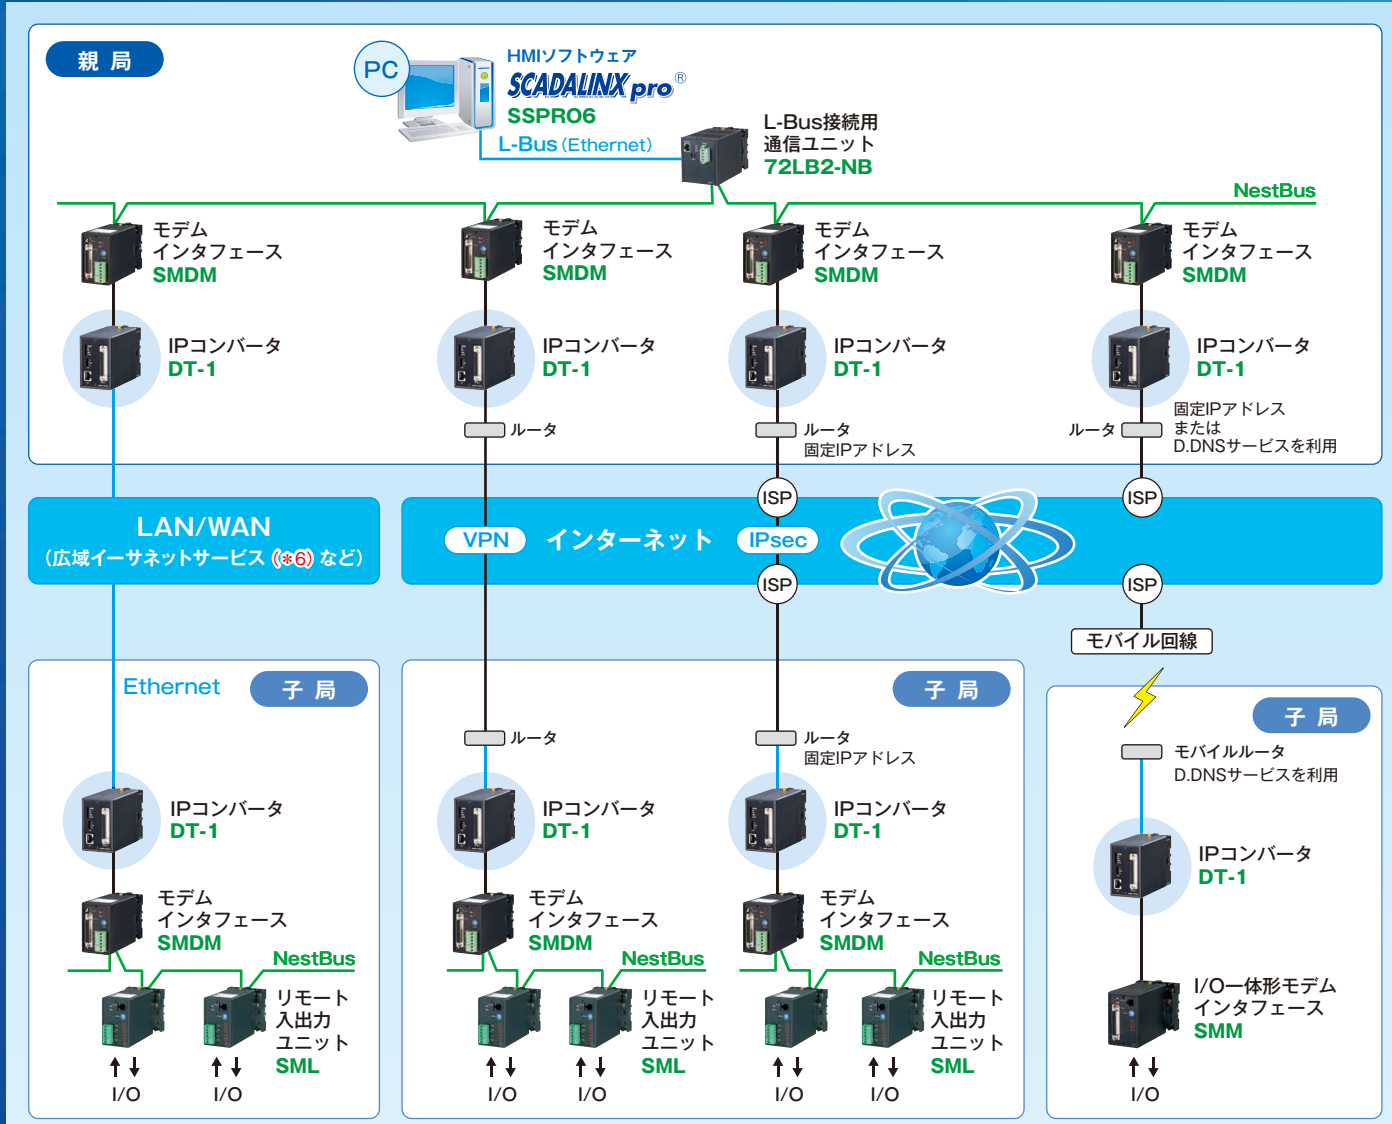 親 局
PC
HMIソフトウェア
SCADALINX pro®
SSPRO6
L-Bus (Ethernet)
L-Bus接続用
通信ユニット
72LB2-NB
NestBus
モデム
インタフェース
SMDM
モデム
インタフェース
SMDM
モデム
インタフェース
SMDM
モデム
インタフェース
SMDM
IPコンバータ
DT-1
IPコンバータ
DT-1
IPコンバータ
DT-1
IPコンバータ
DT-1
ルータ
ルータ
固定IPアドレス
ルータ
固定IPアドレス
または
D.DNSサービスを利用
ISP
ISP
LAN/WAN
(広域イーサネットサービス (*6) など)
VPN
インターネット
IPsec
ISP
ISP
モバイル回線
Ethernet
子 局
子 局
子 局
ルータ
ルータ
固定IPアドレス
モバイルルータ
D.DNSサービスを利用
IPコンバータ
DT-1
IPコンバータ
DT-1
IPコンバータ
DT-1
IPコンバータ
DT-1
モデム
インタフェース
SMDM
モデム
インタフェース
SMDM
モデム
インタフェース
SMDM
NestBus
NestBus
NestBus
リモート
入出力
ユニット
SML
リモート
入出力
ユニット
SML
リモート
入出力
ユニット
SML
I/O一体形モデム
インタフェース
SMM
I/O
I/O
I/O
I/O
I/O
I/O
I/O